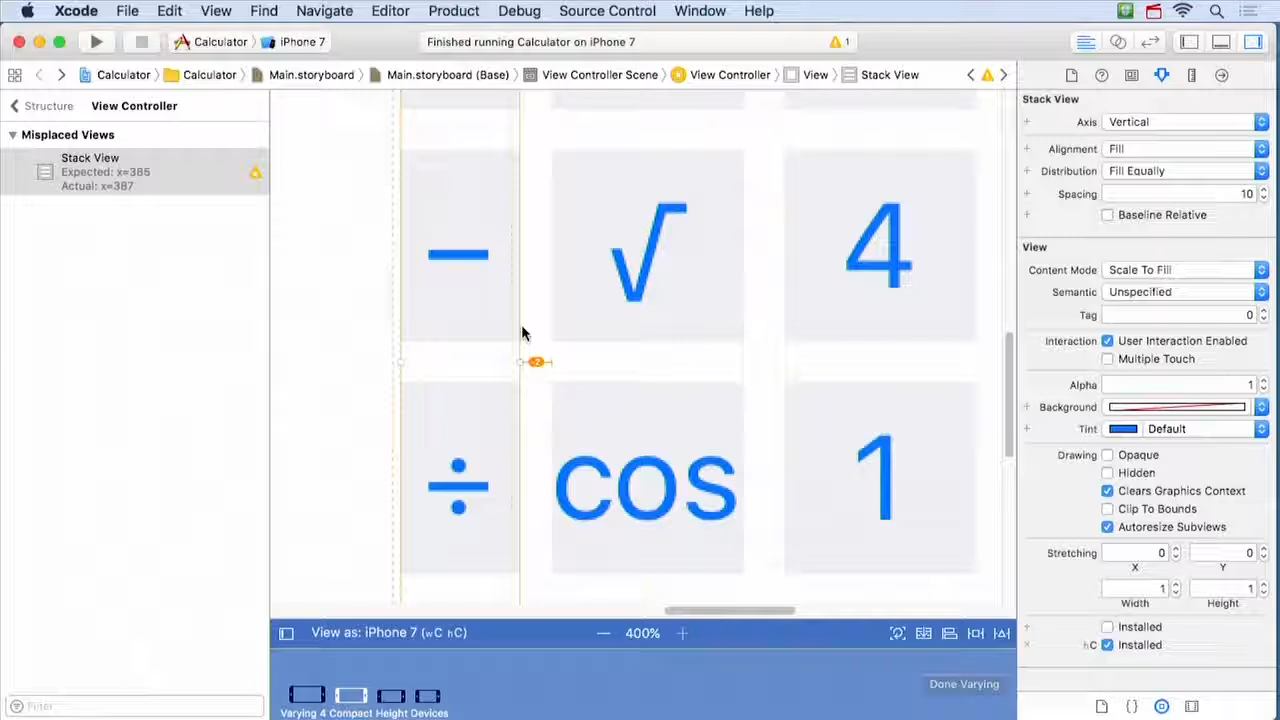 Xcode File Edit View Find Navigate Editor Product Debug Source Control Window Help
Calculator iPhone 7 Finished running Calculator on iPhone 7 1
Calculator Calculator Main.storyboard Main.storyboard (Base) View Controller Scene View Controller View Stack View
Structure View Controller
Misplaced Views
Stack View
Expected: x=385
Actual: x=387
Filter
− √ 4
-2
÷ cos 1
View as: iPhone 7 (wC hC) — 400% +
Varying 4 Compact Height Devices
Done Varying
Stack View
Axis Vertical
Alignment Fill
Distribution Fill Equally
Spacing 10
Baseline Relative
View
Content Mode Scale To Fill
Semantic Unspecified
Tag 0
Interaction User Interaction Enabled
Multiple Touch
Alpha 1
Background
Tint Default
Drawing Opaque
Hidden
Clears Graphics Context
Clip To Bounds
Autoresize Subviews
Stretching 0 0
X Y
1 1
Width Height
Installed
hC Installed